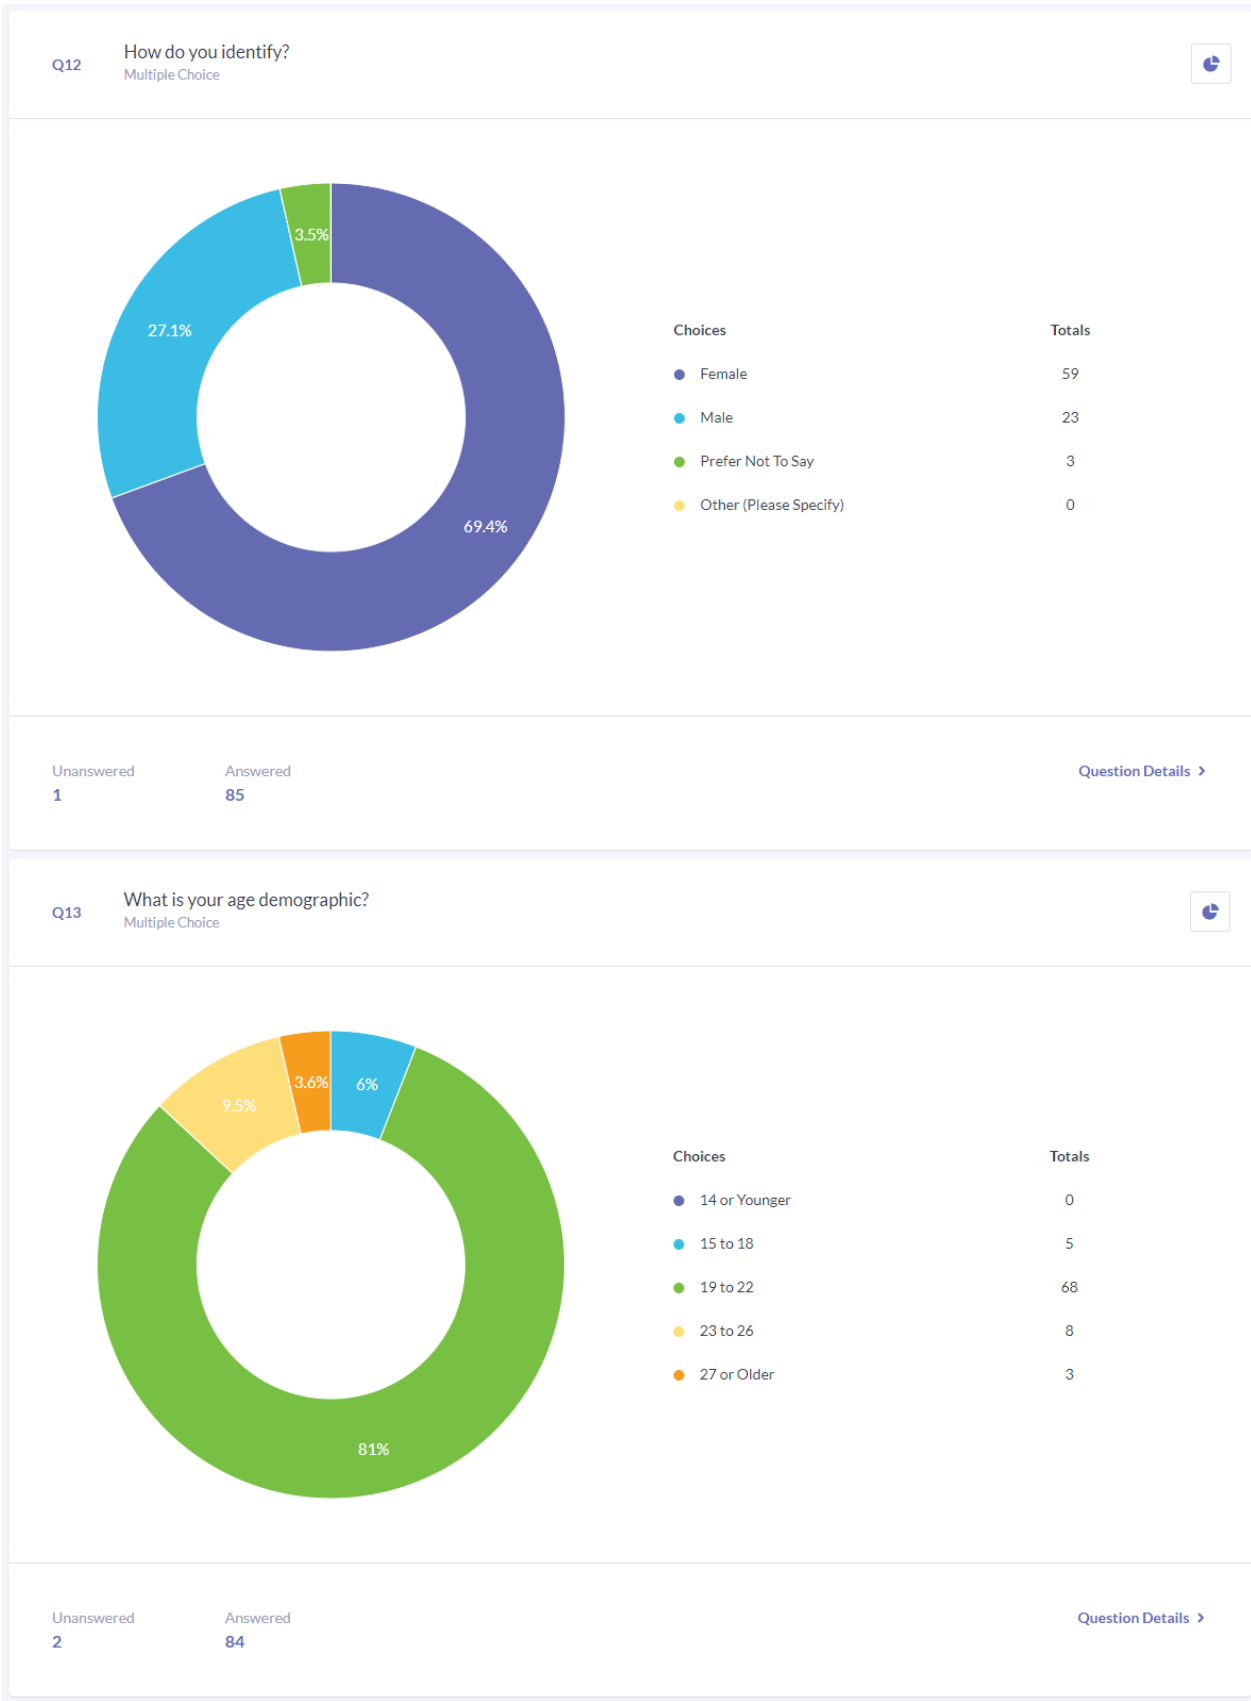 Q12
How do you identify?
Multiple Choice
3.5%
27.1%
69.4%
Choices Totals
Female 59
Male 23
Prefer Not To Say 3
Other (Please Specify) 0
Unanswered Answered
1 85
Question Details
Q13
What is your age demographic?
Multiple Choice
3.6% 6%
9.5%
81%
Choices Totals
14 or Younger 0
15 to 18 5
19 to 22 68
23 to 26 8
27 or Older 3
Unanswered Answered
2 84
Question Details